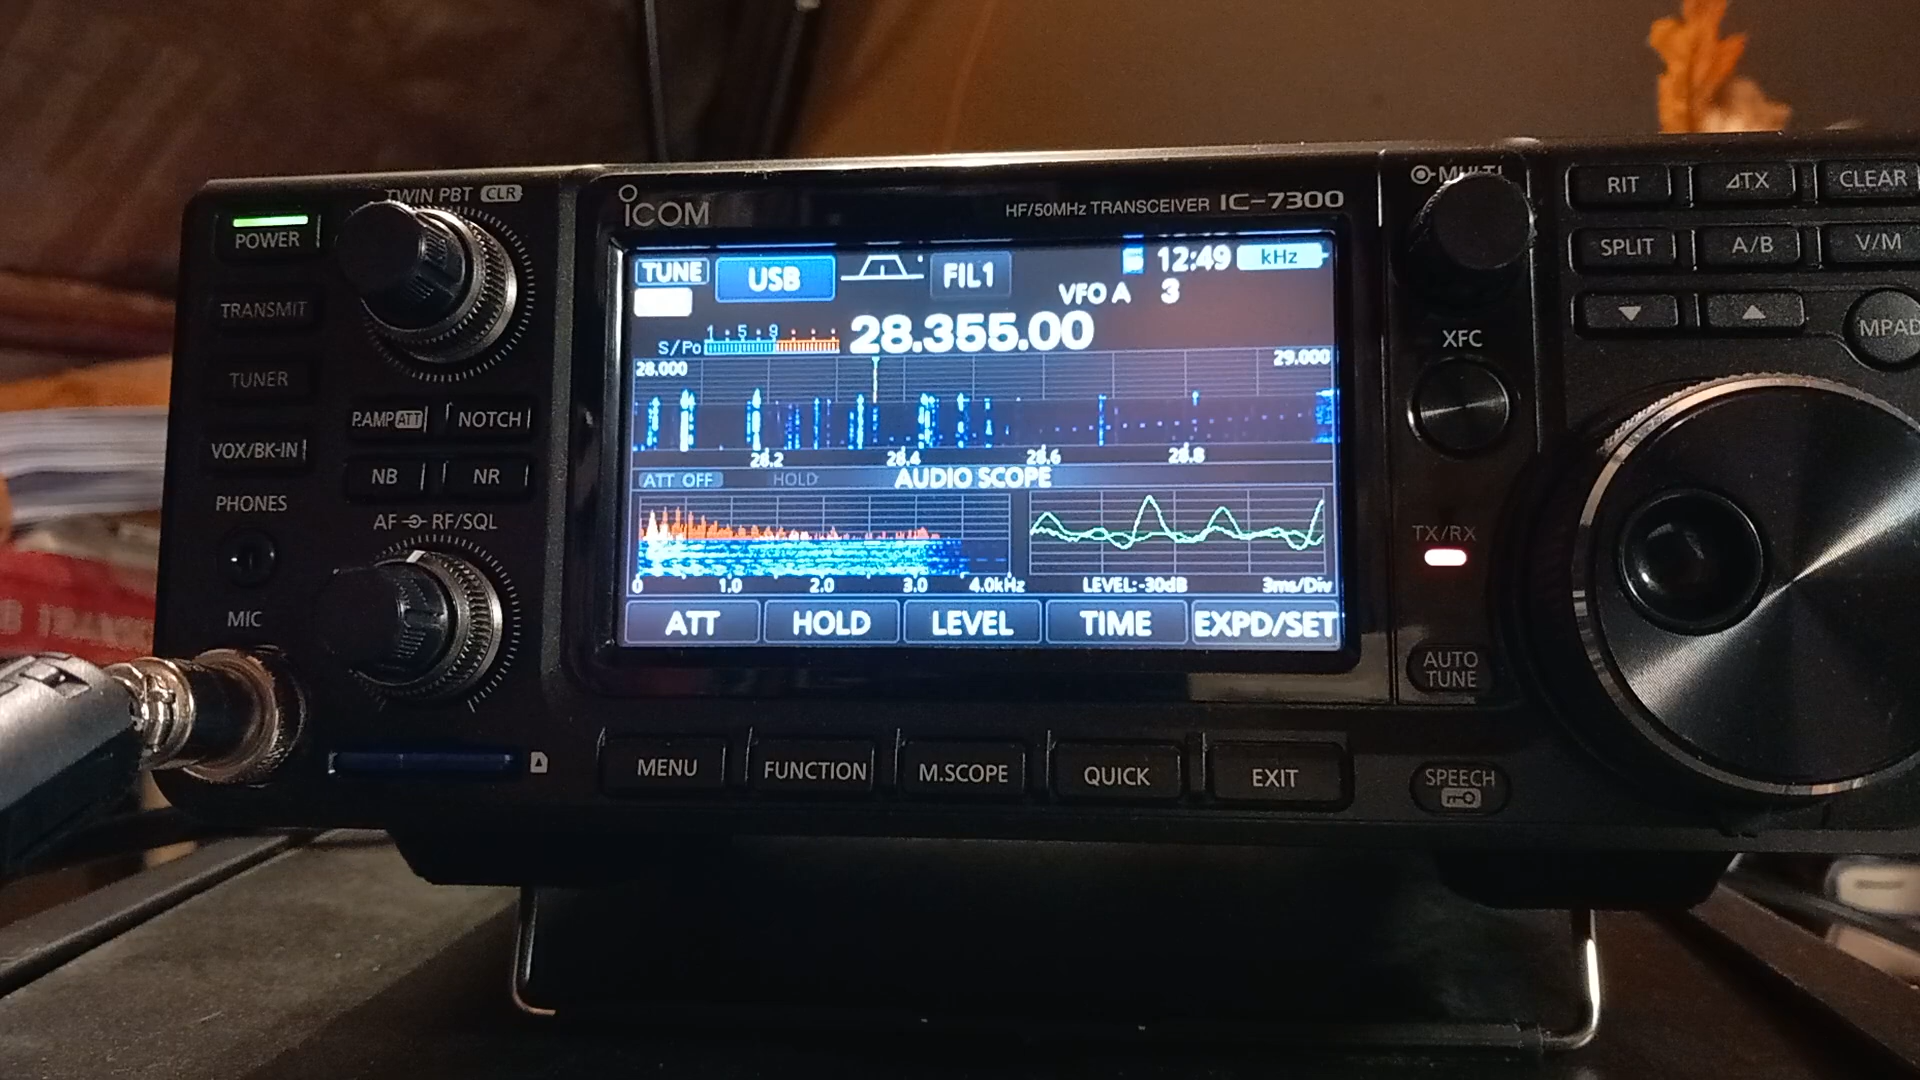 TWIN PBT CLR
POWER
TRANSMIT
TUNER
P.AMP ATT
NOTCH
VOX/BK-IN
NB
NR
PHONES
AF RF/SQL
MIC
ICOM
HF/50MHz TRANSCEIVER IC-7300
TUNE
USB
FIL1
12:49
kHz
VFO A 3
1 5 9
S/Po
28.355.00
28.000
29.000
28.2 28.4 28.6 28.8
ATT OFF
HOLD
AUDIO SCOPE
0 1.0 2.0 3.0 4.0kHz
LEVEL:-30dB
3ms/Div
ATT
HOLD
LEVEL
TIME
EXPD/SET
MENU
FUNCTION
M.SCOPE
QUICK
EXIT
MULTI
RIT
ΔTX
CLEAR
SPLIT
A/B
V/M
XFC
MPAD
TX/RX
AUTO
TUNE
SPEECH